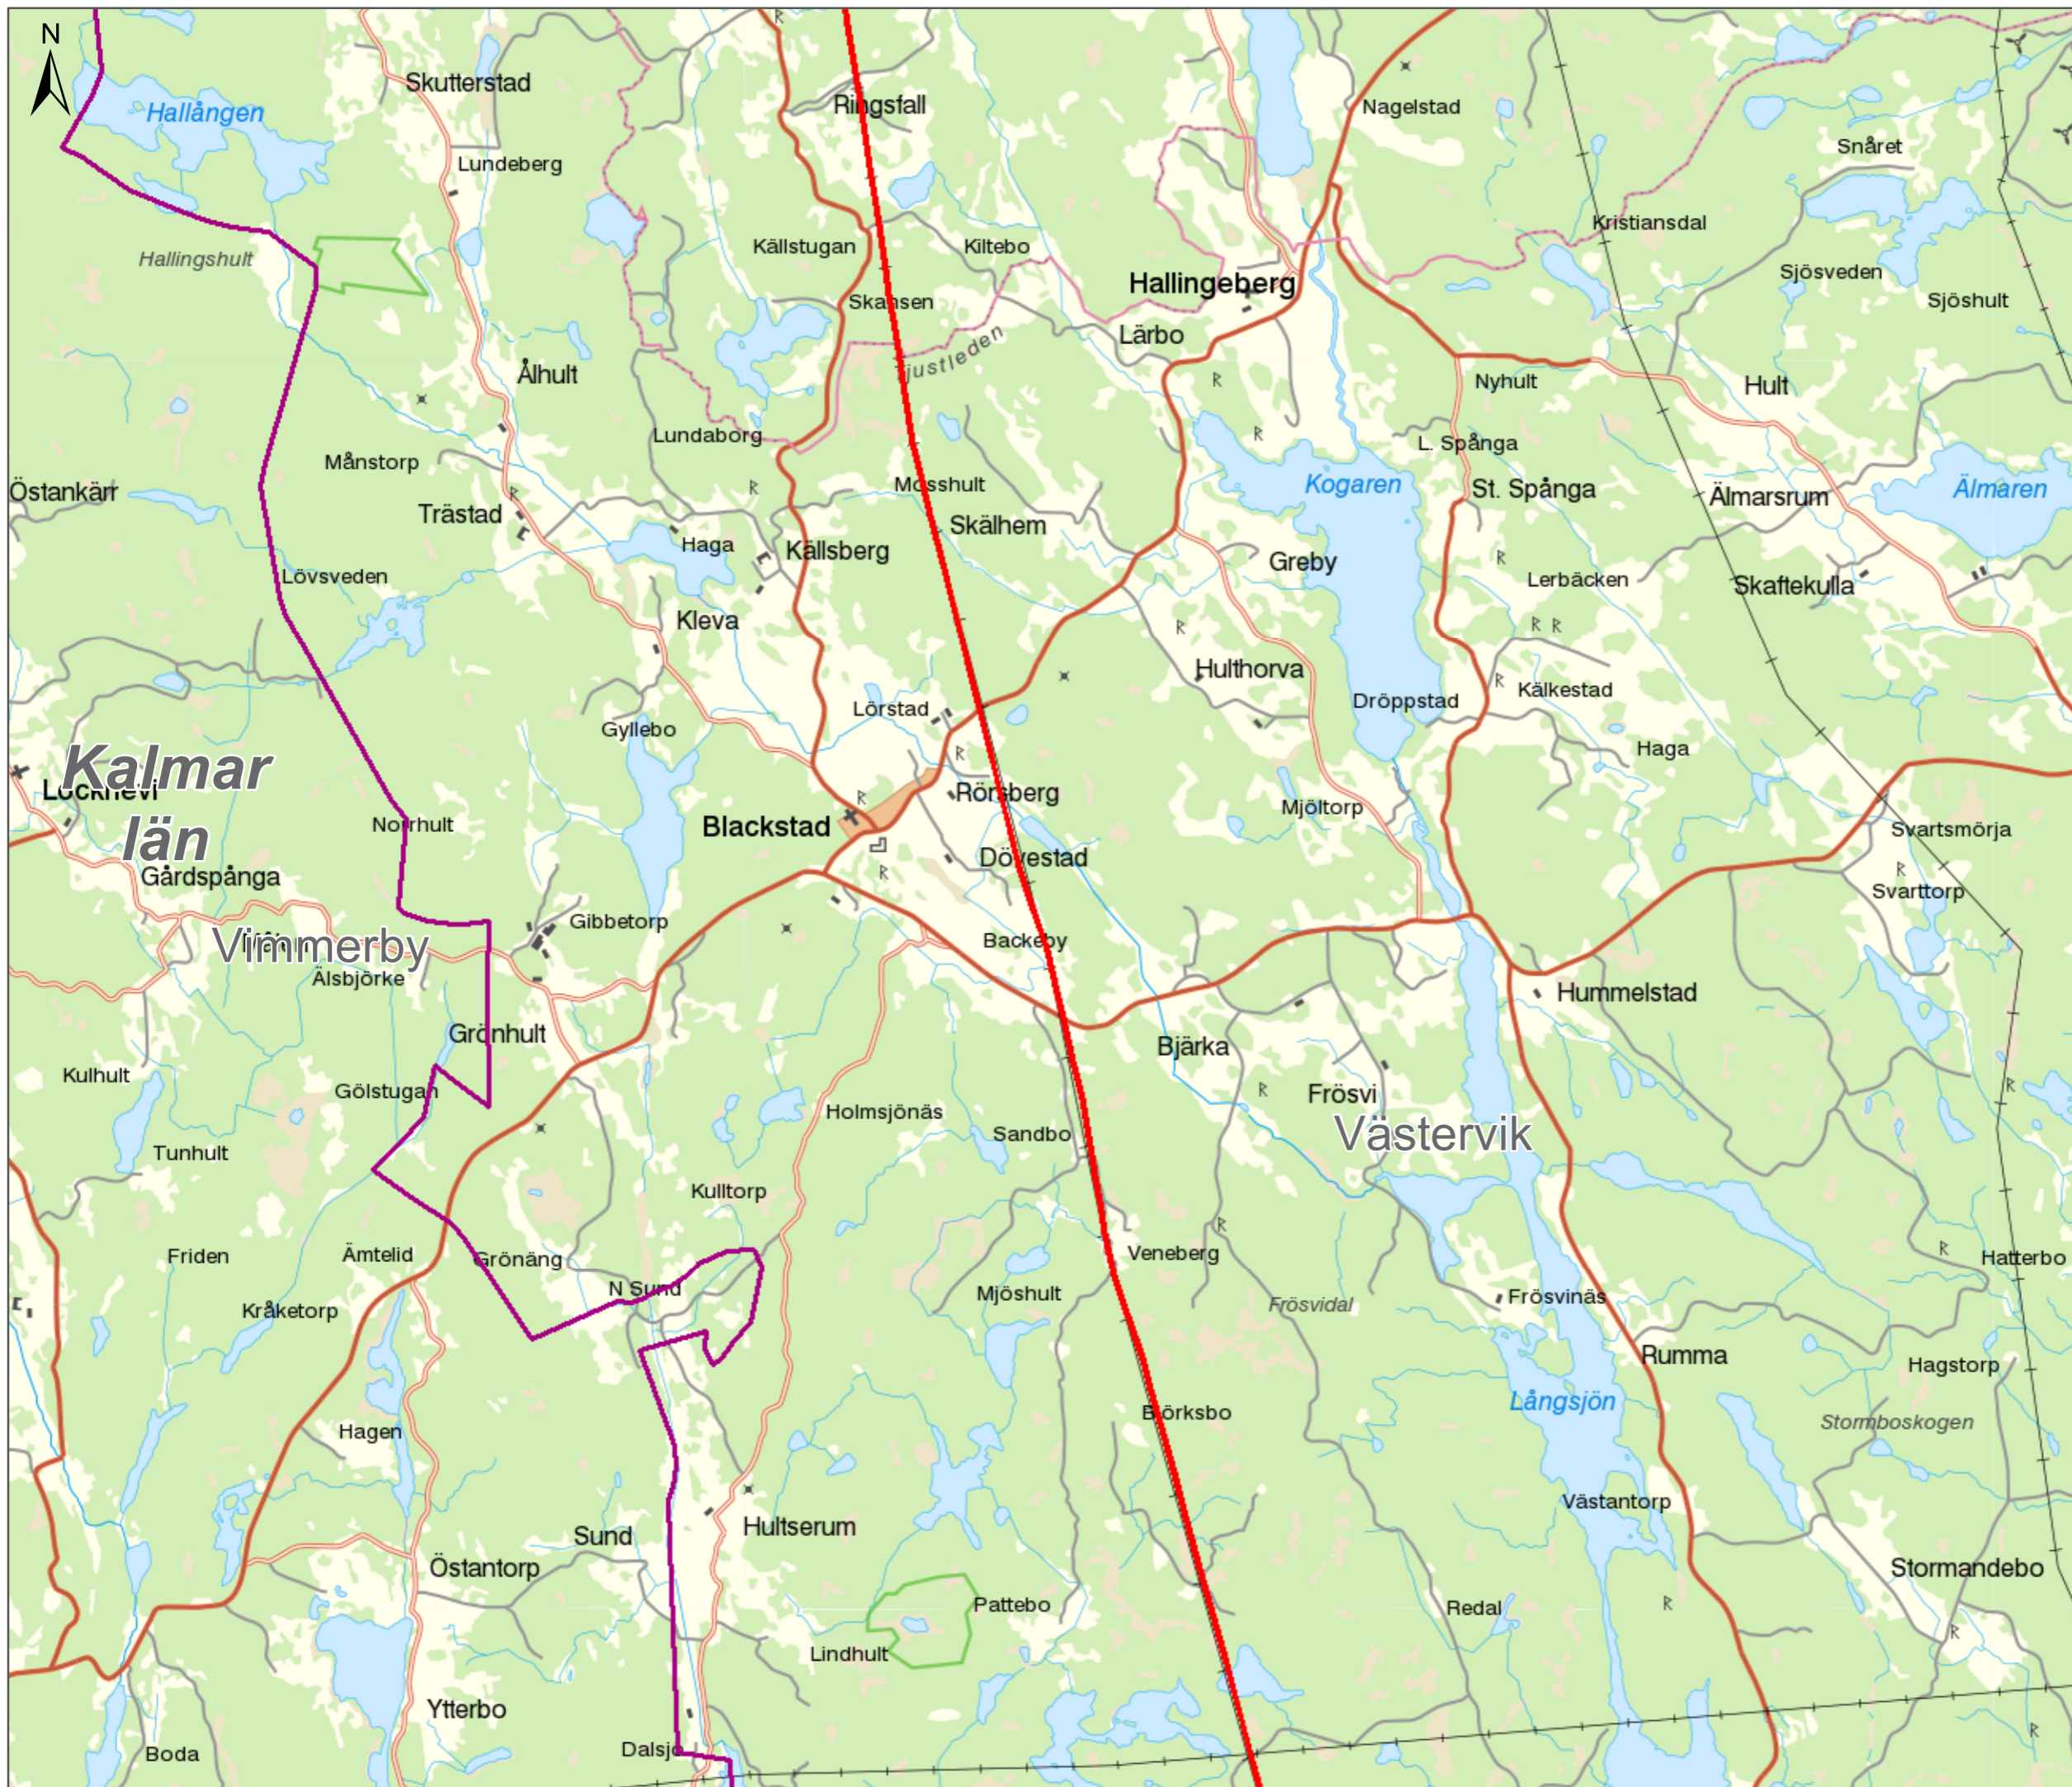 N
Skutterstad
Ringsfall
Nagelstad
Hallången
Snåret
Lundeberg
Kristiansdal
Hallingshult
Källstugan
Kiltebo
Sjösveden
Hallingeberg
Skansen
Sjöshult
Lärbo
justleden
Ålhult
Nyhult
Hult
Lundaborg
L. Spånga
Månstorp
Kogaren
Östankärr
Mosshult
St. Spånga
Älmarsrum
Älmaren
Trästad
Skälhem
Haga
Källsberg
Greby
Lövsveden
Lerbäcken
Skaftekulla
Kleva
Hulthorva
Kälkestad
Dröppstad
Lörstad
Gyllebo
Haga
Kalmar
län
Locknevi
Rörsberg
Mjöltorp
Norrhult
Blackstad
Svartsmörja
Dövestad
Gårdspånga
Svarttorp
Gibbetorp
Vimmerby
Backeby
Älsbjörke
Hummelstad
Grönhult
Bjärka
Kulhult
Gölstugan
Frösvi
Holmsjönäs
Sandbo
Västervik
Tunhult
Kulltorp
Friden
Ämtelid
Grönäng
Veneberg
Hatterbo
N Sund
Mjöshult
Frösvidal
Frösvinäs
Kråketorp
Rumma
Hagstorp
Långsjön
Björksbo
Stormboskogen
Hagen
Västantorp
Hultserum
Sund
Östantorp
Stormandebo
Pattebo
Redal
Lindhult
Ytterbo
Dalsjö
Boda